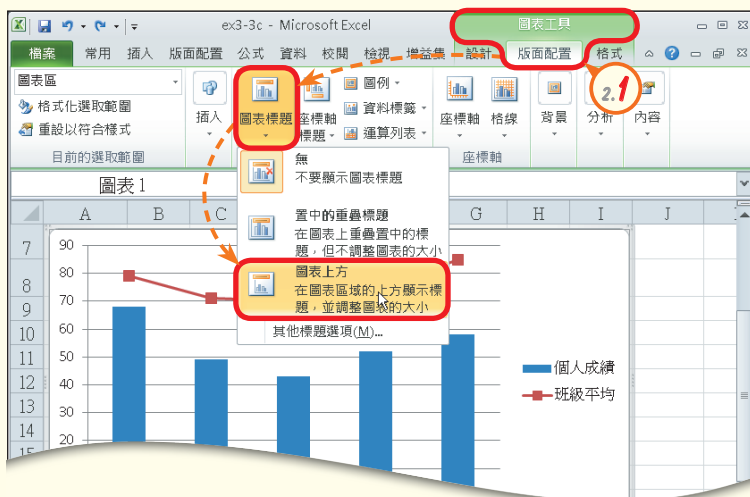 ex3-3c - Microsoft Excel
圖表工具
檔案 常用 插入 版面配置 公式 資料 校閱 檢視 增益集 設計 版面配置 格式
圖表區
格式化選取範圍
重設以符合樣式
目前的選取範圍
插入
圖表標題
座標軸標題
圖例
資料標籤
運算列表
座標軸
格線
座標軸
背景
分析
內容
2.1
無
不要顯示圖表標題
置中的重疊標題
在圖表上重疊置中的標
題，但不調整圖表的大小
圖表上方
在圖表區域的上方顯示標
題，並調整圖表的大小
其他標題選項(M)...
圖表 1
A B C G H I J
7
8
9
10
11
12
13
14
15
90
80
70
60
50
40
30
20
個人成績
班級平均